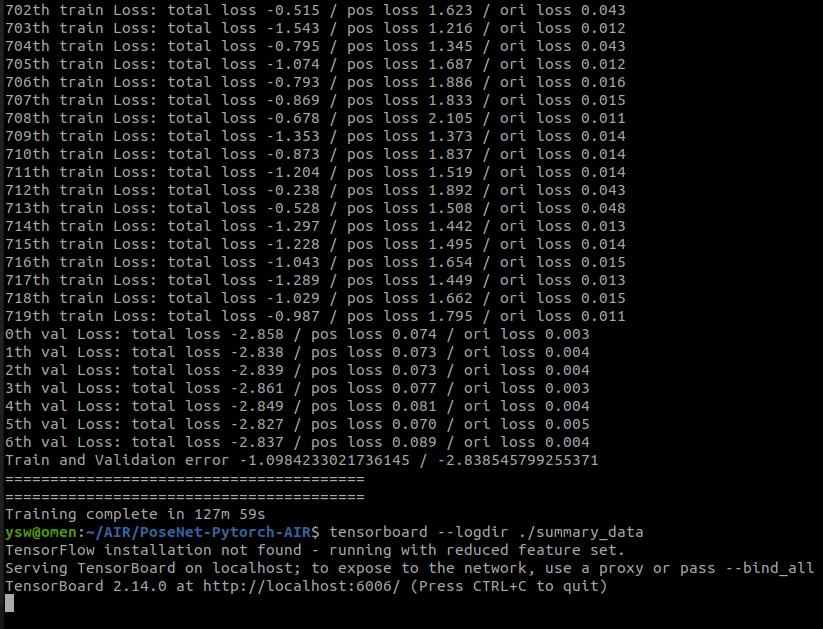 702th train Loss: total loss -0.515 / pos loss 1.623 / ori loss 0.043
703th train Loss: total loss -1.543 / pos loss 1.216 / ori loss 0.012
704th train Loss: total loss -0.795 / pos loss 1.345 / ori loss 0.043
705th train Loss: total loss -1.074 / pos loss 1.687 / ori loss 0.012
706th train Loss: total loss -0.793 / pos loss 1.886 / ori loss 0.016
707th train Loss: total loss -0.869 / pos loss 1.833 / ori loss 0.015
708th train Loss: total loss -0.678 / pos loss 2.105 / ori loss 0.011
709th train Loss: total loss -1.353 / pos loss 1.373 / ori loss 0.014
710th train Loss: total loss -0.873 / pos loss 1.837 / ori loss 0.014
711th train Loss: total loss -1.204 / pos loss 1.519 / ori loss 0.014
712th train Loss: total loss -0.238 / pos loss 1.892 / ori loss 0.043
713th train Loss: total loss -0.528 / pos loss 1.508 / ori loss 0.048
714th train Loss: total loss -1.297 / pos loss 1.442 / ori loss 0.013
715th train Loss: total loss -1.228 / pos loss 1.495 / ori loss 0.014
716th train Loss: total loss -1.043 / pos loss 1.654 / ori loss 0.015
717th train Loss: total loss -1.289 / pos loss 1.449 / ori loss 0.013
718th train Loss: total loss -1.029 / pos loss 1.662 / ori loss 0.015
719th train Loss: total loss -0.987 / pos loss 1.795 / ori loss 0.011
0th val Loss: total loss -2.858 / pos loss 0.074 / ori loss 0.003
1th val Loss: total loss -2.838 / pos loss 0.073 / ori loss 0.004
2th val Loss: total loss -2.839 / pos loss 0.073 / ori loss 0.004
3th val Loss: total loss -2.861 / pos loss 0.077 / ori loss 0.003
4th val Loss: total loss -2.849 / pos loss 0.081 / ori loss 0.004
5th val Loss: total loss -2.827 / pos loss 0.070 / ori loss 0.005
6th val Loss: total loss -2.837 / pos loss 0.089 / ori loss 0.004
Train and Validaion error -1.0984233021736145 / -2.838545799255371
========================================
========================================
Training complete in 127m 59s
ysw@omen:~/AIR/PoseNet-Pytorch-AIR$ tensorboard --logdir ./summary_data
TensorFlow installation not found - running with reduced feature set.
Serving TensorBoard on localhost; to expose to the network, use a proxy or pass --bind_all
TensorBoard 2.14.0 at http://localhost:6006/ (Press CTRL+C to quit)